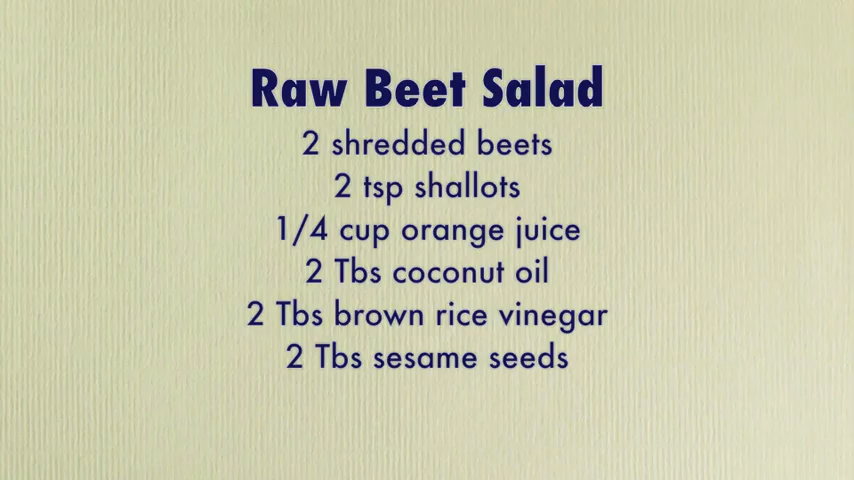 Raw Beet Salad
2 shredded beets
2 tsp shallots
1/4 cup orange juice
2 Tbs coconut oil
2 Tbs brown rice vinegar
2 Tbs sesame seeds